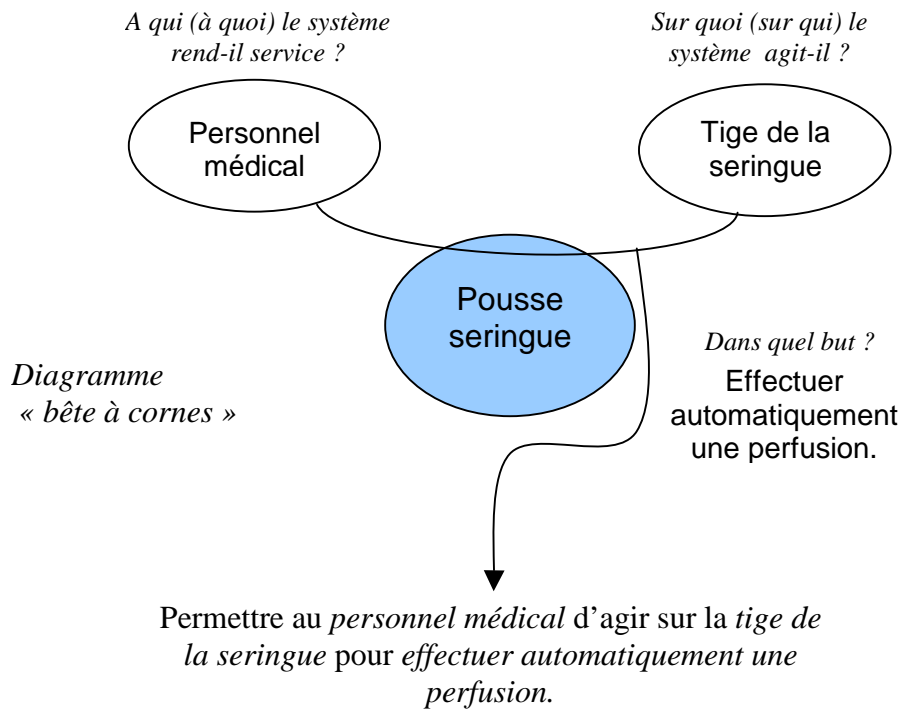 A qui (à quoi) le système
rend-il service ?
Sur quoi (sur qui) le
système agit-il ?
Personnel
médical
Tige de la
seringue
Pousse
seringue
Diagramme
« bête à cornes »
Dans quel but ?
Effectuer
automatiquement
une perfusion.
Permettre au personnel médical d’agir sur la tige de
la seringue pour effectuer automatiquement une
perfusion.